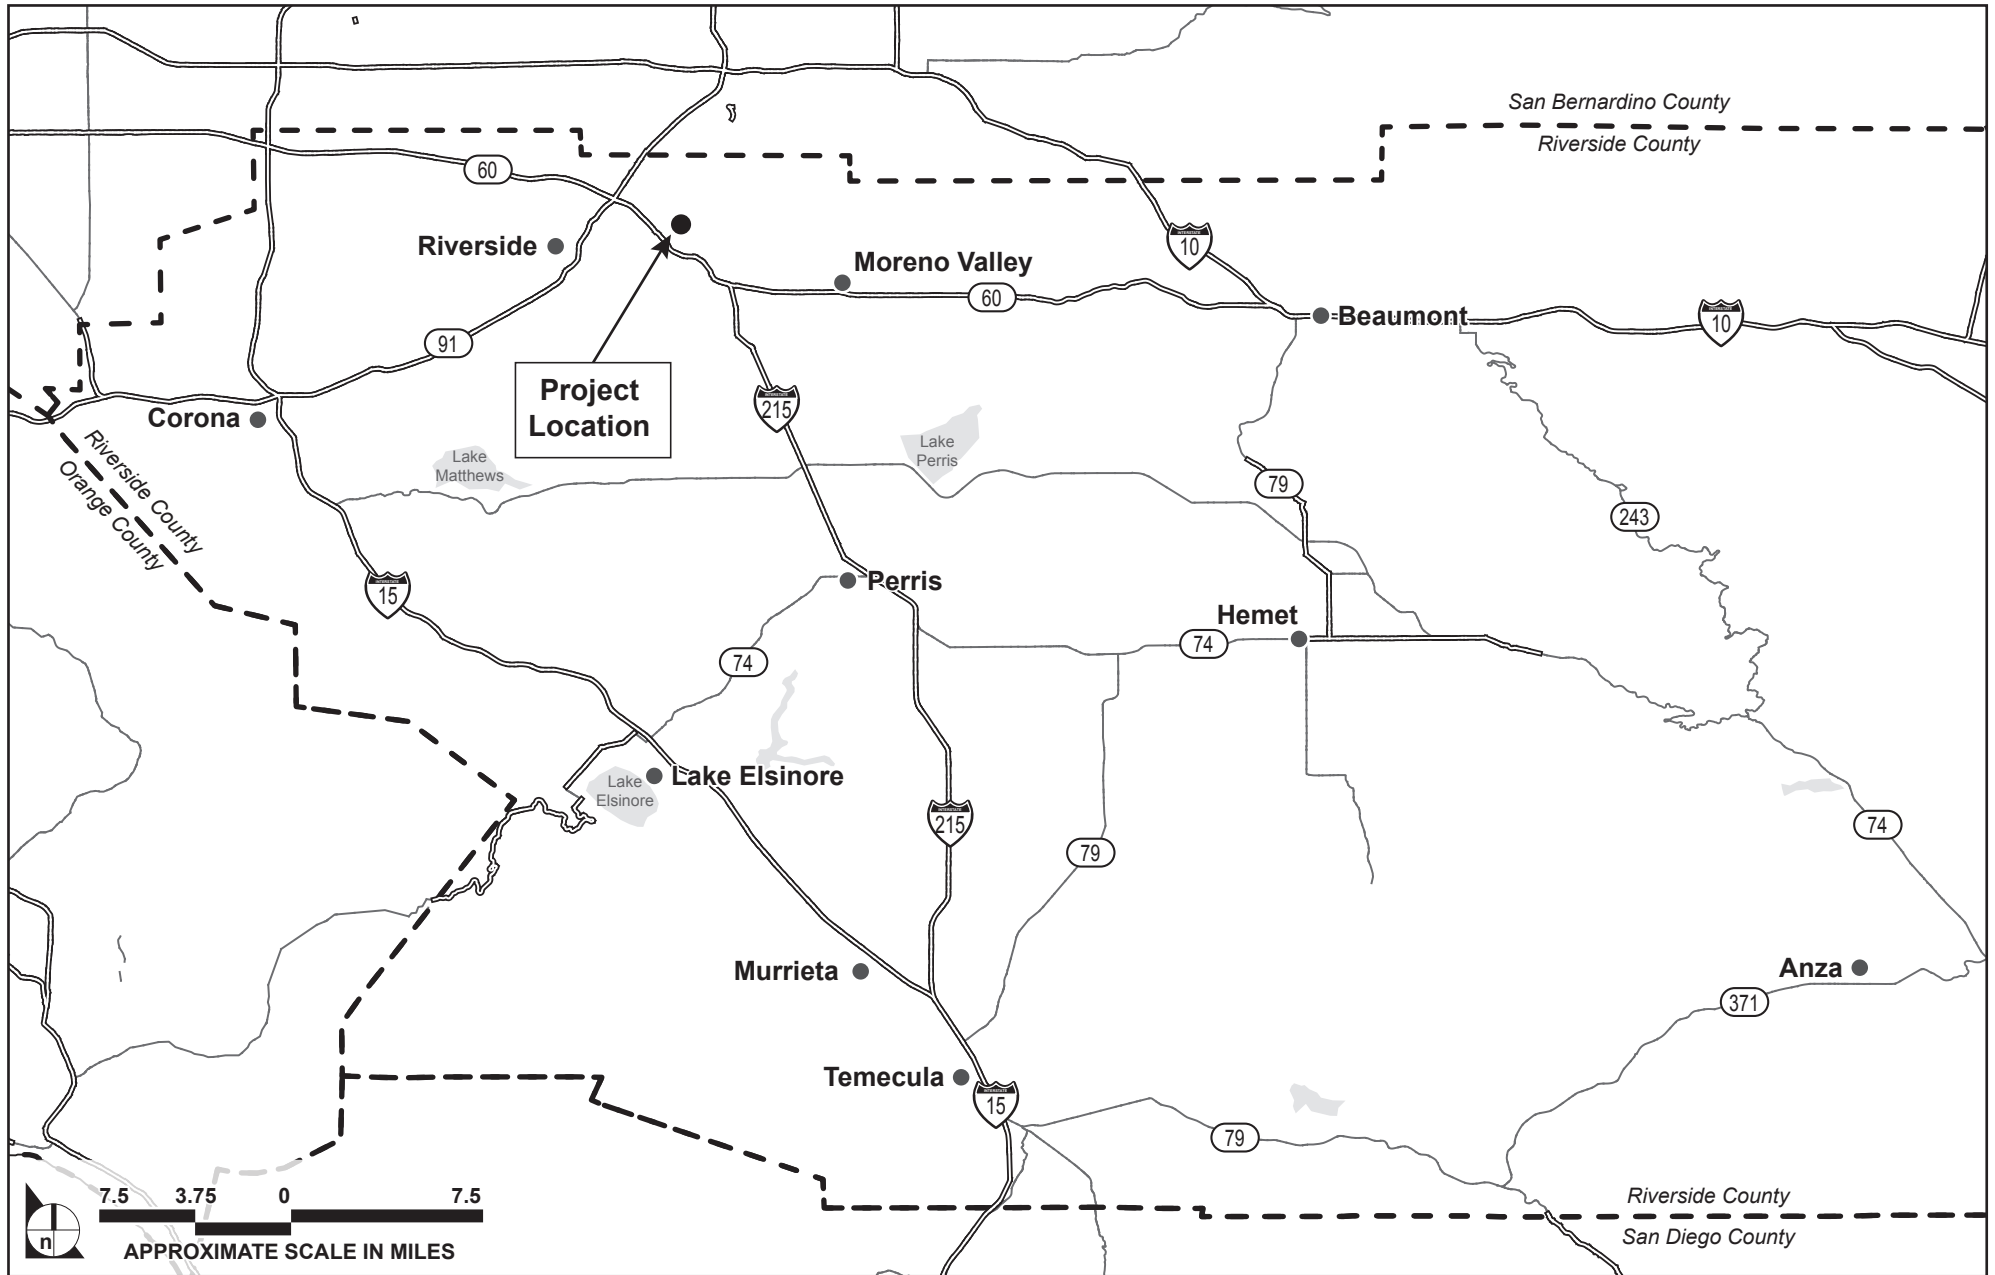 San Bernardino County
Riverside County
60
Riverside
10
Moreno Valley
60
Beaumont
10
91
Project
Location
215
Corona
Riverside County
Orange County
Lake
Matthews
Lake
Perris
79
243
15
Perris
Hemet
74
74
Lake
Elsinore
Lake Elsinore
215
79
74
Murrieta
Anza
371
Temecula
15
79
Riverside County
San Diego County
7.5 3.75 0 7.5
n
APPROXIMATE SCALE IN MILES